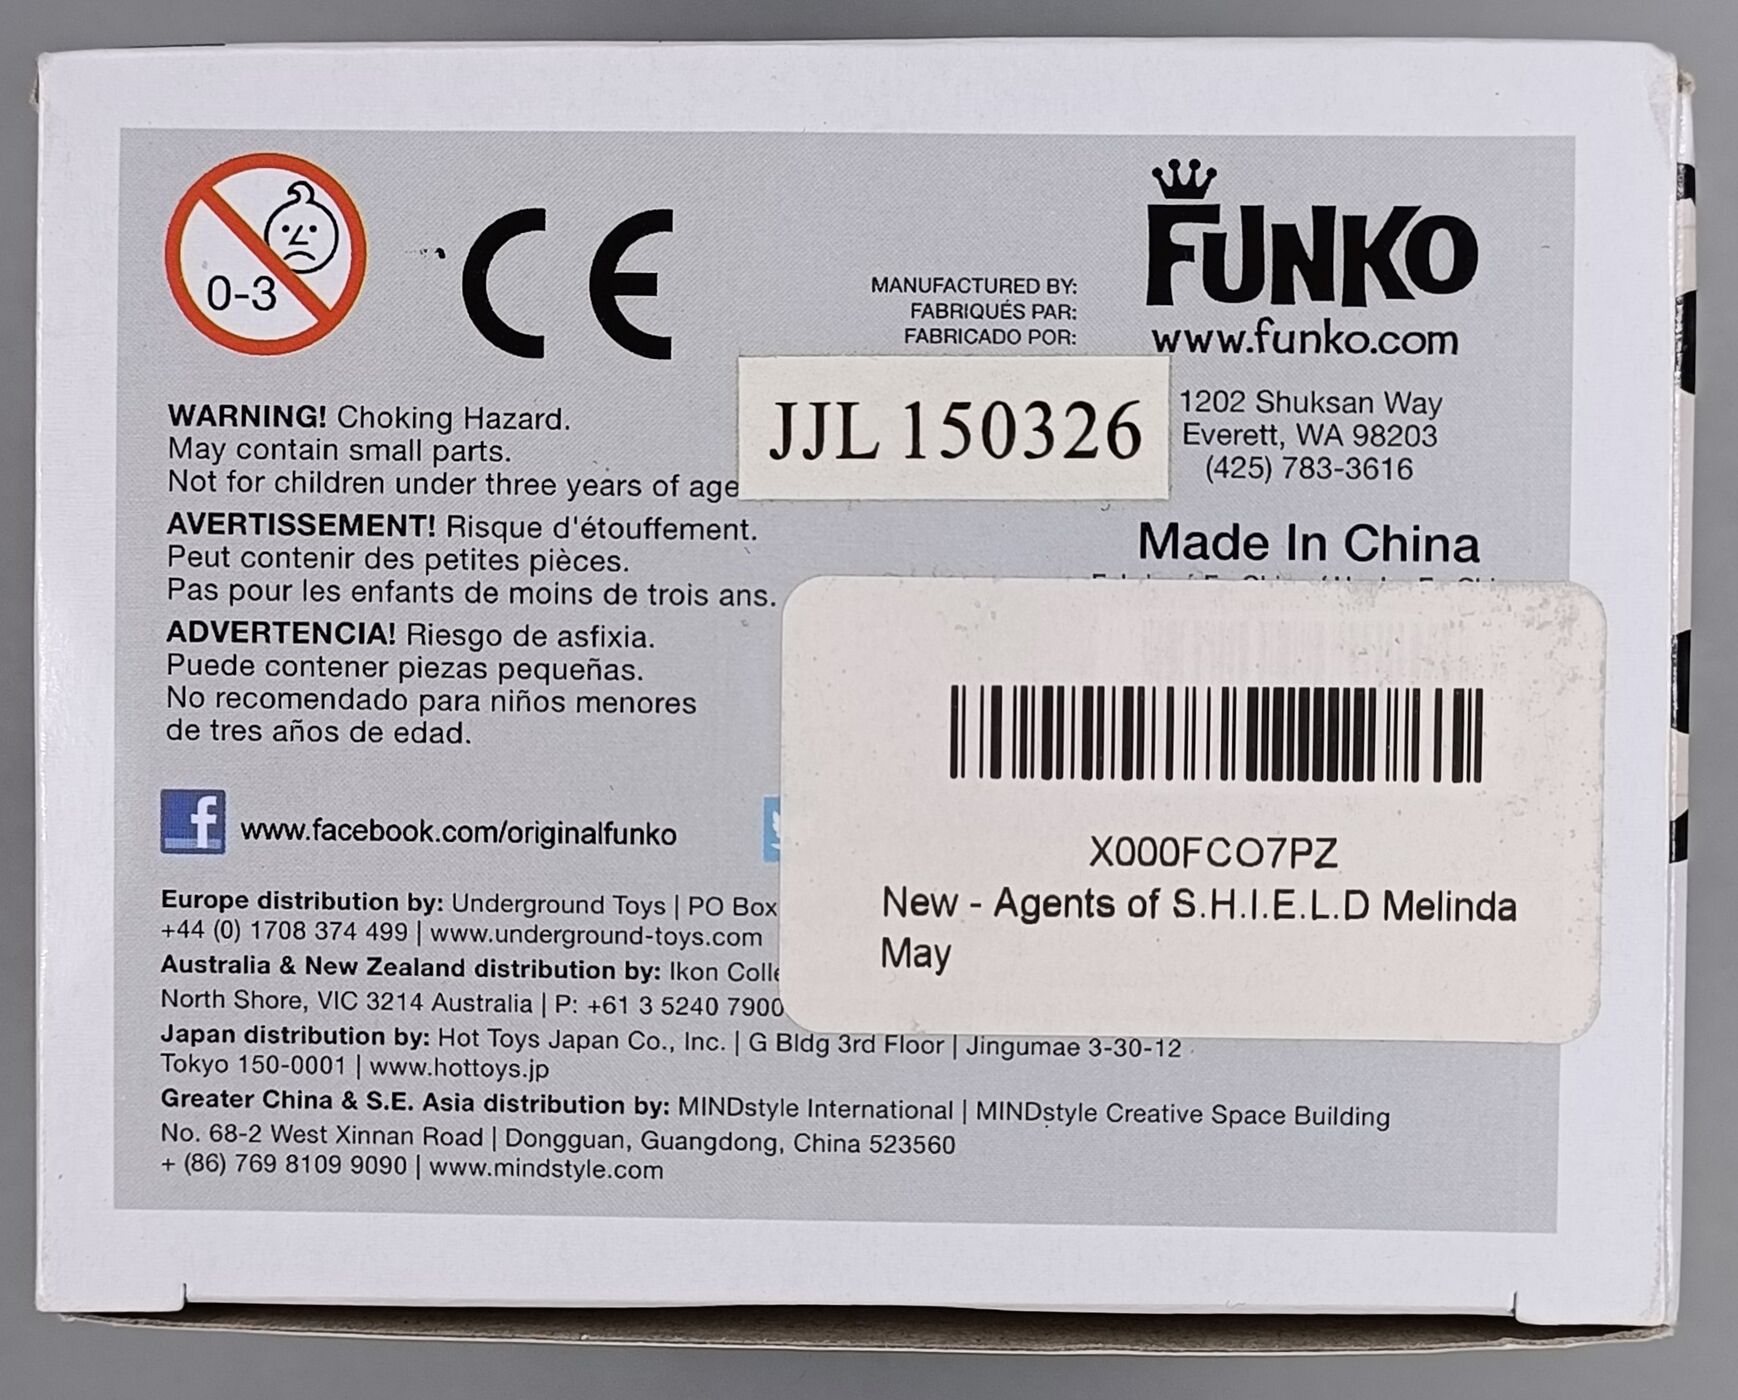 0-3
CE
FUNKO
www.funko.com
MANUFACTURED BY:
FABRIQUÉS PAR:
FABRICADO POR:
JJL 150326
1202 Shuksan Way
Everett, WA 98203
(425) 783-3616
Made In China
WARNING! Choking Hazard.
May contain small parts.
Not for children under three years of age
AVERTISSEMENT! Risque d'étouffement.
Peut contenir des petites pièces.
Pas pour les enfants de moins de trois ans.
ADVERTENCIA! Riesgo de asfixia.
Puede contener piezas pequeñas.
No recomendado para niños menores
de tres años de edad.
f www.facebook.com/originalfunko
X000FCO7PZ
New - Agents of S.H.I.E.L.D Melinda
May
Europe distribution by: Underground Toys | PO Box
+44 (0) 1708 374 499 | www.underground-toys.com
Australia & New Zealand distribution by: Ikon
North Shore, VIC 3214 Australia | P: +61 3 5240 7900
Japan distribution by: Hot Toys Japan Co., Inc. | G Bldg 3rd Floor | Jingumae 3-30-12
Tokyo 150-0001 | www.hottoys.jp
Greater China & S.E. Asia distribution by: MINDstyle International | MINDstyle Creative Space Building
No. 68-2 West Xinnan Road | Dongguan, Guangdong, China 523560
+ (86) 769 8109 9090 | www.mindstyle.com